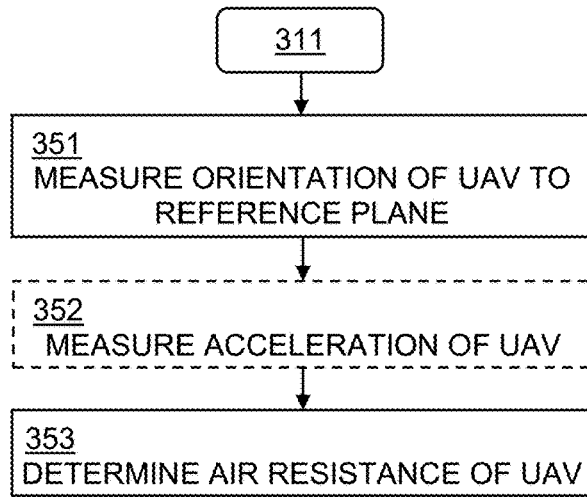 311
351
MEASURE ORIENTATION OF UAV TO
REFERENCE PLANE
352
MEASURE ACCELERATION OF UAV
353
DETERMINE AIR RESISTANCE OF UAV